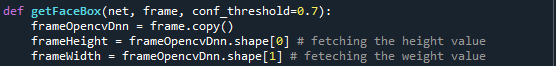 def getFaceBox(net, frame, conf_threshold=0.7):
    frameOpencvDnn = frame.copy()
    frameHeight = frameOpencvDnn.shape[0] # fetching the height value
    frameWidth = frameOpencvDnn.shape[1] # feteching the weight value